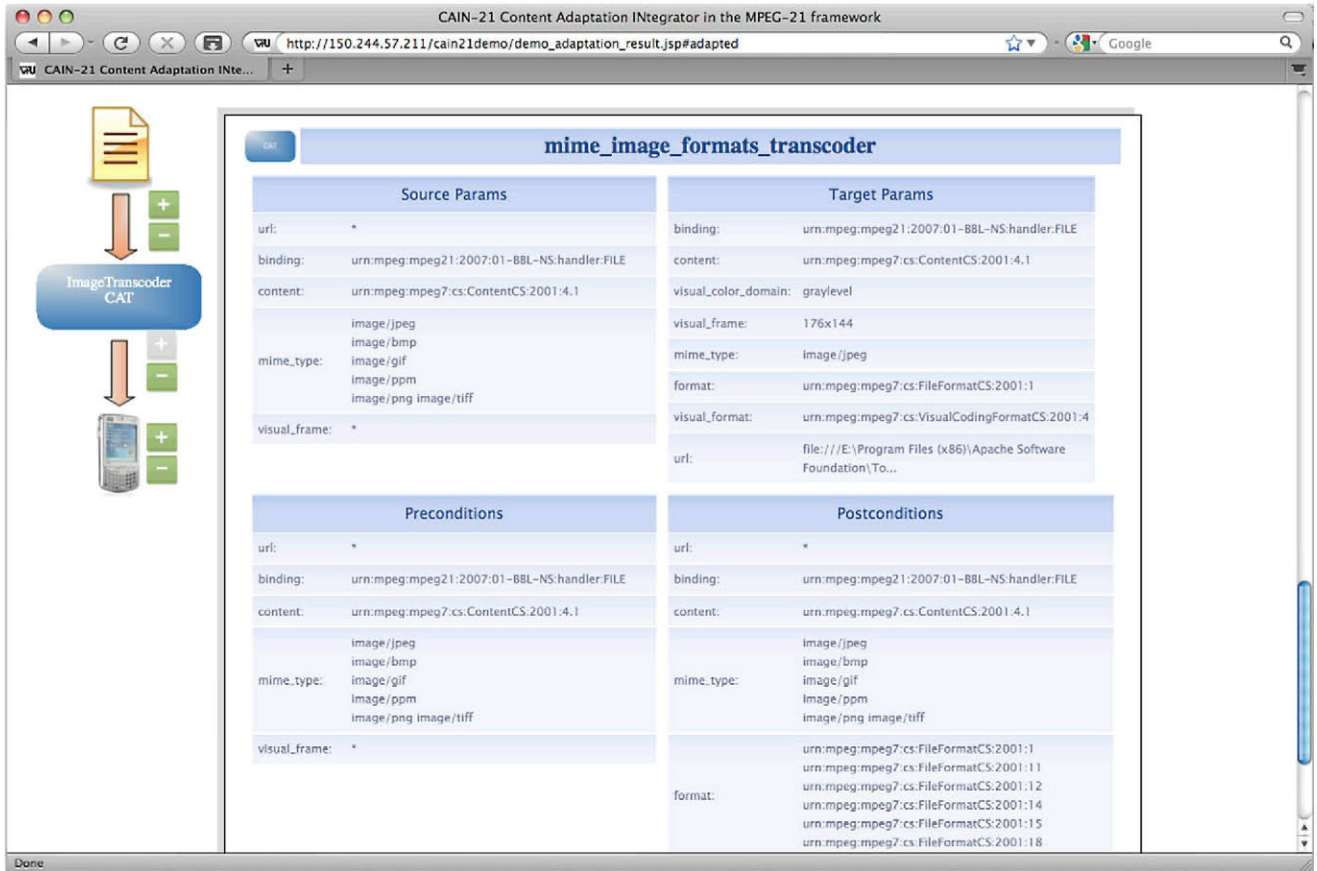 CAIN-21 Content Adaptation INtegrator in the MPEG-21 framework
http://150.244.57.211/cain21demo/demo_adaptation_result.jsp#adapted
Google
CAIN-21 Content Adaptation INte...
+
ImageTranscoder
CAT
+
−
+
−
+
−
CAT
mime_image_formats_transcoder
Source Params
url: *
binding: urn:mpeg:mpeg21:2007:01-BBL-NS:handler:FILE
content: urn:mpeg:mpeg7:cs:ContentCS:2001:4.1
mime_type:
image/jpeg
image/bmp
image/gif
image/ppm
image/png image/tiff
visual_frame: *
Target Params
binding: urn:mpeg:mpeg21:2007:01-BBL-NS:handler:FILE
content: urn:mpeg:mpeg7:cs:ContentCS:2001:4.1
visual_color_domain: graylevel
visual_frame: 176x144
mime_type: image/jpeg
format: urn:mpeg:mpeg7:cs:FileFormatCS:2001:1
visual_format: urn:mpeg:mpeg7:cs:VisualCodingFormatCS:2001:4
url:
file:///E:\Program Files (x86)\Apache Software
Foundation\To...
Preconditions
url: *
binding: urn:mpeg:mpeg21:2007:01-BBL-NS:handler:FILE
content: urn:mpeg:mpeg7:cs:ContentCS:2001:4.1
mime_type:
image/jpeg
image/bmp
image/gif
image/ppm
image/png image/tiff
visual_frame: *
Postconditions
url: *
binding: urn:mpeg:mpeg21:2007:01-BBL-NS:handler:FILE
content: urn:mpeg:mpeg7:cs:ContentCS:2001:4.1
mime_type:
image/jpeg
image/bmp
image/gif
image/ppm
image/png image/tiff
format:
urn:mpeg:mpeg7:cs:FileFormatCS:2001:1
urn:mpeg:mpeg7:cs:FileFormatCS:2001:11
urn:mpeg:mpeg7:cs:FileFormatCS:2001:12
urn:mpeg:mpeg7:cs:FileFormatCS:2001:14
urn:mpeg:mpeg7:cs:FileFormatCS:2001:15
urn:mpeg:mpeg7:cs:FileFormatCS:2001:18
Done